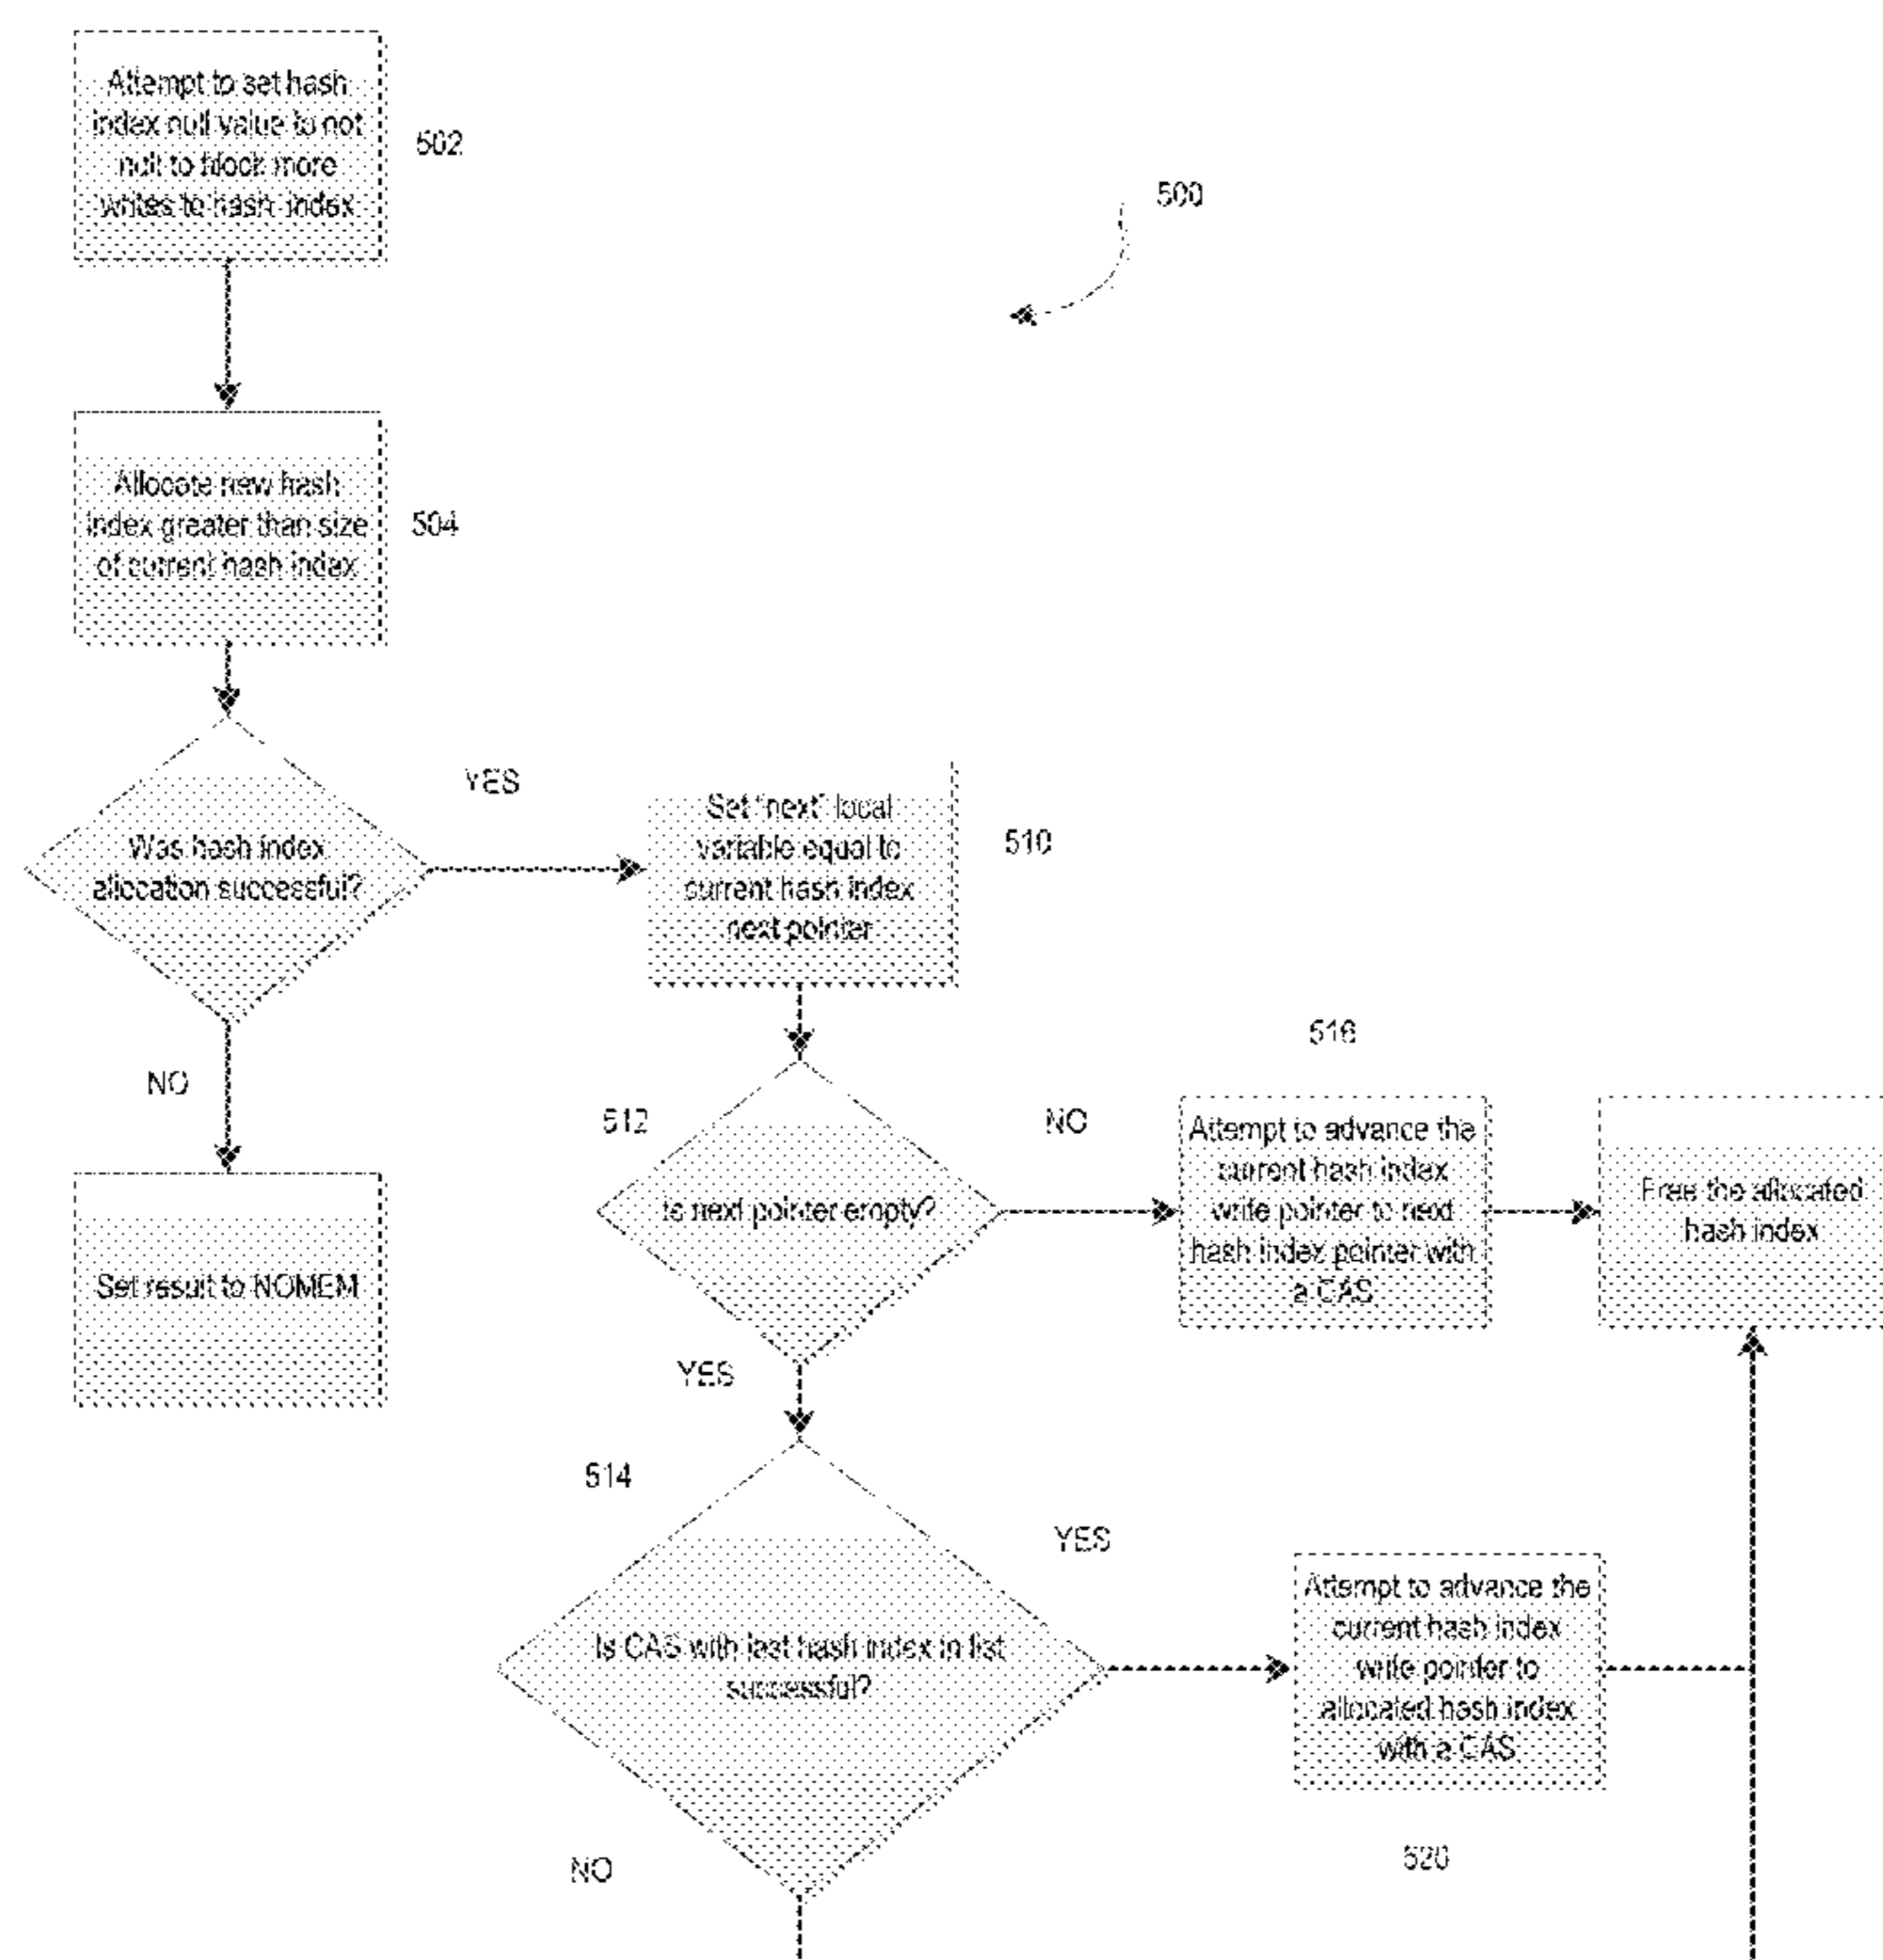 Attempt to set hash
index null value to not
null to block more
writes to hash index
502
500
Allocate new hash
index greater than size
of current hash index
504
Was hash index
allocation successful?
YES
NO
Set "next" local
variable equal to
current hash index
next pointer
510
Set result to NOMEM
512
Is next pointer empty?
NO
YES
516
Attempt to advance the
current hash index
write pointer to next
hash index pointer with
a CAS
Free the allocated
hash index
514
Is CAS with last hash index in list
successful?
YES
NO
Attempt to advance the
current hash index
write pointer to
allocated hash index
with a CAS
520